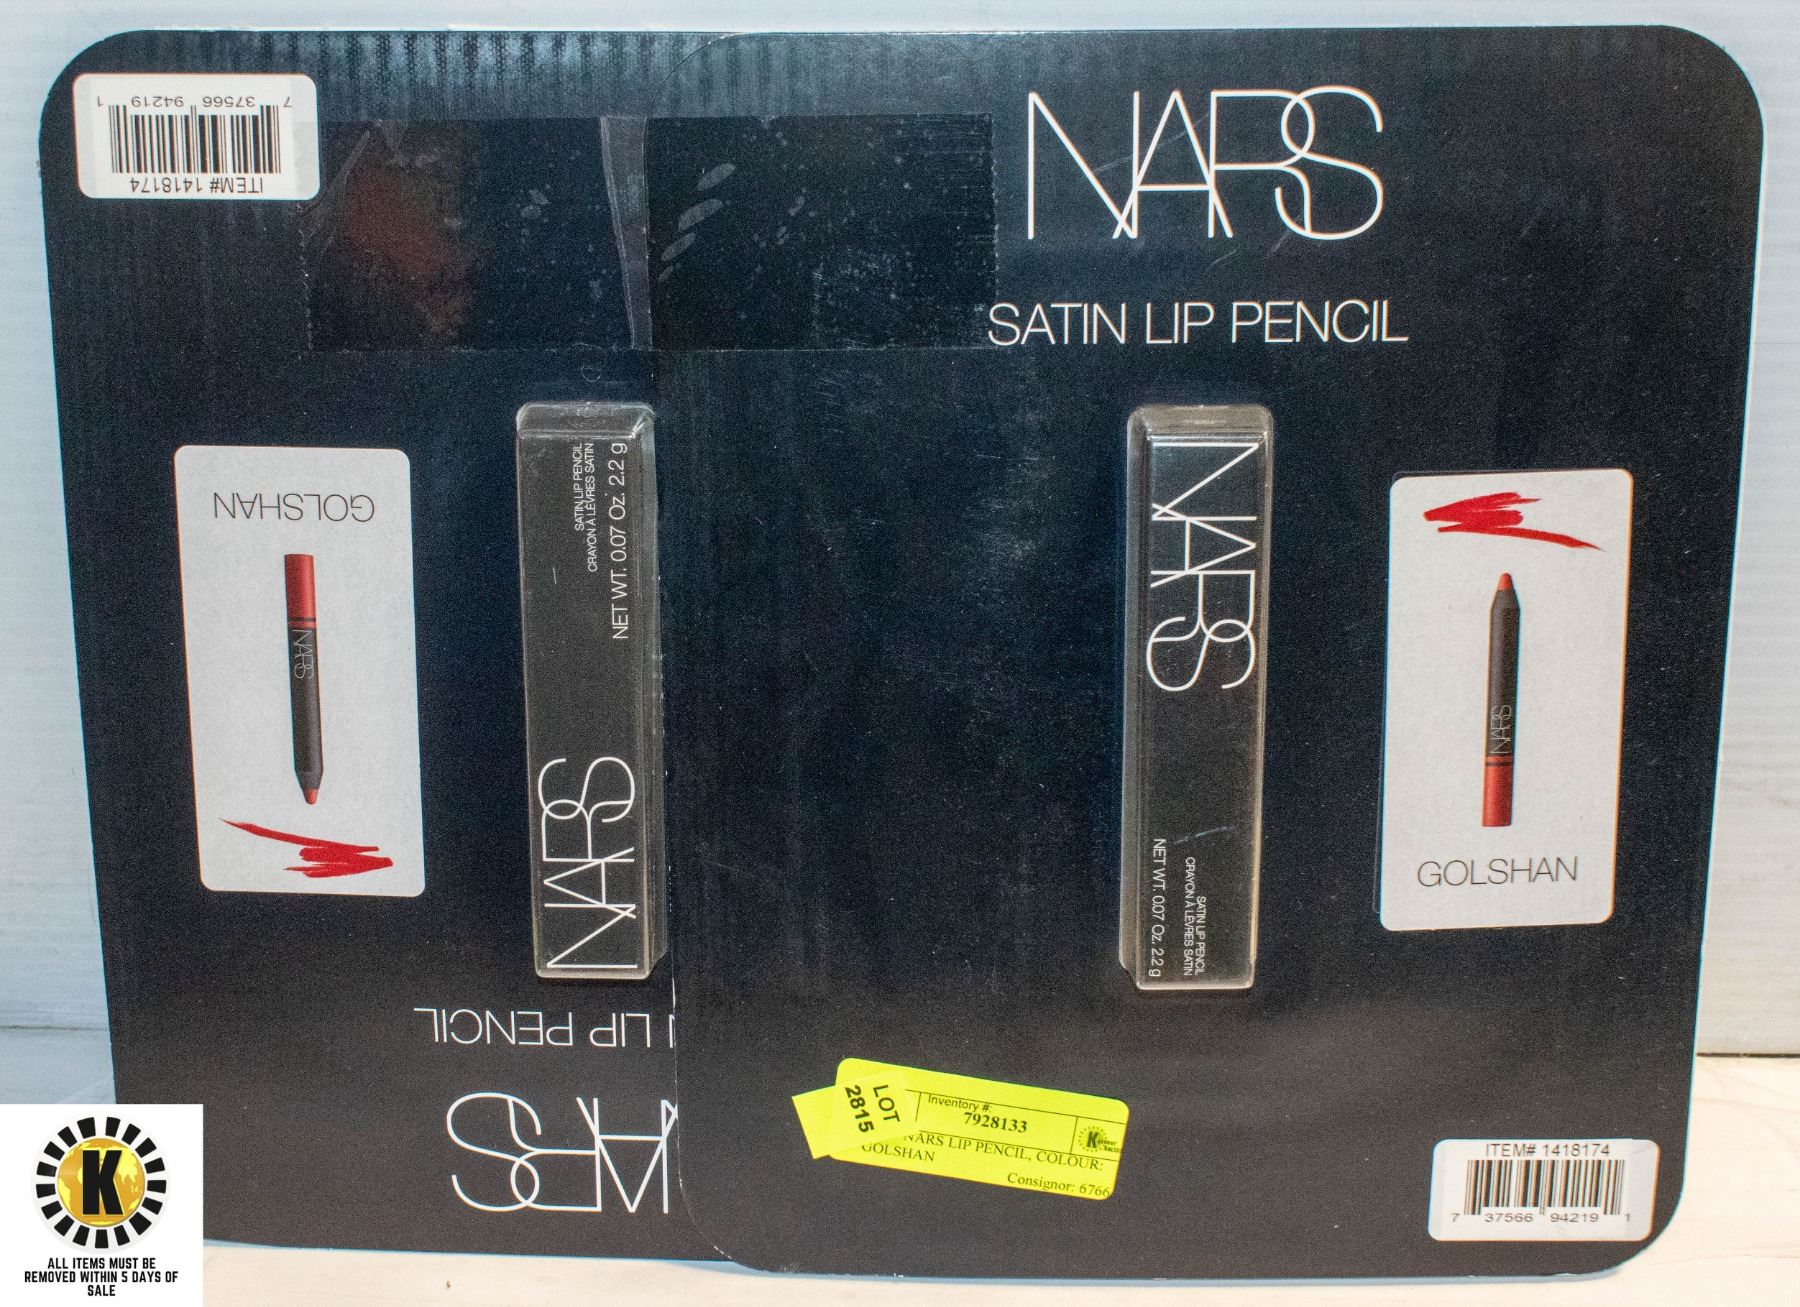 7 37566 94219 1
ITEM# 1418174
NARS
SATIN LIP PENCIL
GOLSHAN
NARS
SATIN LIP PENCIL
CRAYON À LÈVRES SATIN
NET WT. 0.07 Oz. 2.2 g
NARS
LIP PENCIL
ARS
NARS
SATIN LIP PENCIL
CRAYON À LÈVRES SATIN
NET WT. 0.07 Oz. 2.2 g
NARS
GOLSHAN
LOT
2815
Inventory #:
7928133
NARS LIP PENCIL, COLOUR:
GOLSHAN
Consignor: 6766
ITEM# 1418174
7 37566 94219 1
K
ALL ITEMS MUST BE
REMOVED WITHIN 5 DAYS OF
SALE